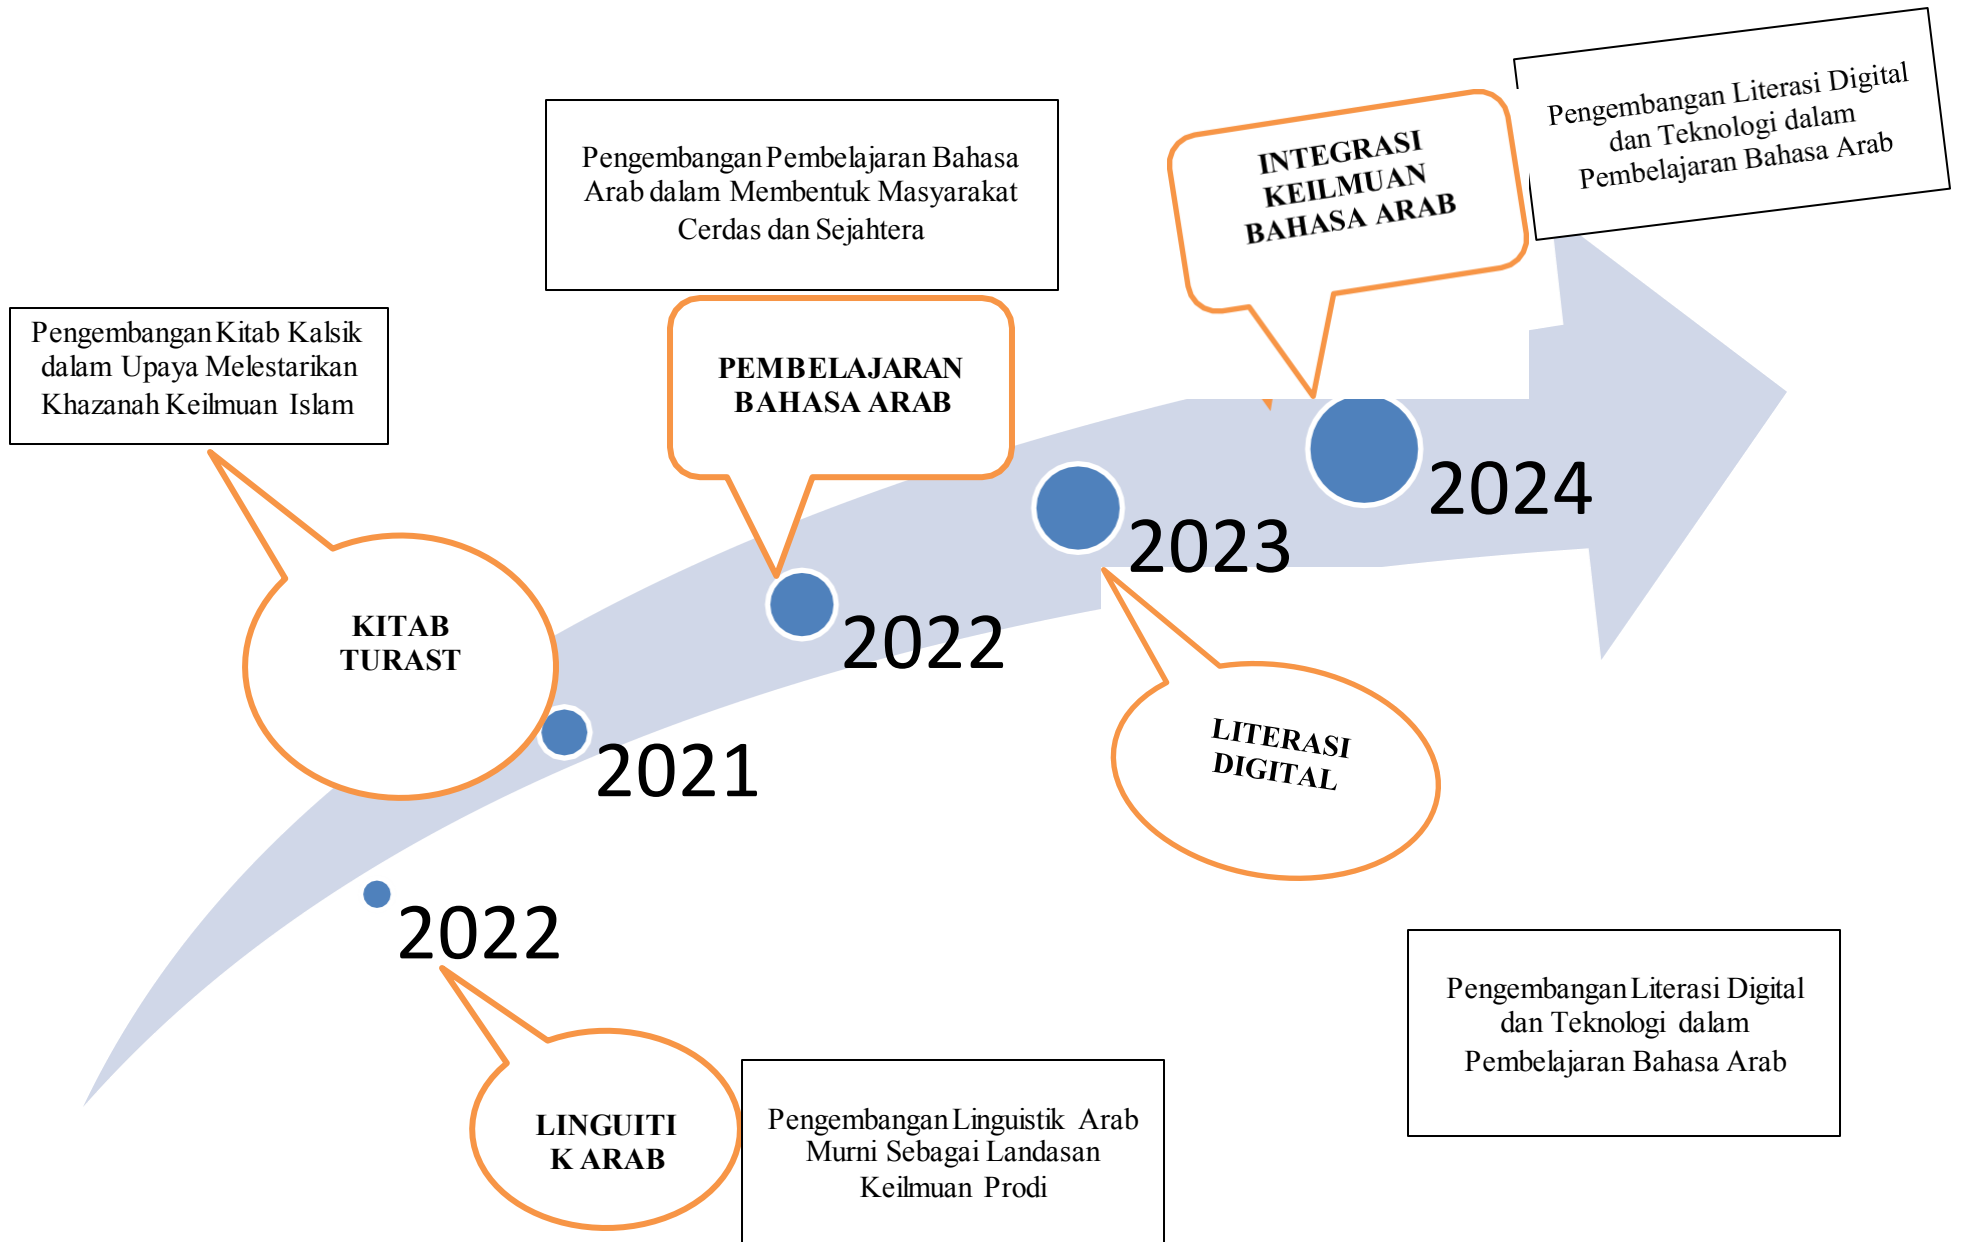 Pengembangan Literasi Digital
dan Teknologi dalam
Pembelajaran Bahasa Arab
INTEGRASI
KEILMUAN
BAHASA ARAB
Pengembangan Pembelajaran Bahasa
Arab dalam Membentuk Masyarakat
Cerdas dan Sejahtera
Pengembangan Kitab Kalsik
dalam Upaya Melestarikan
Khazanah Keilmuan Islam
PEMBELAJARAN
BAHASA ARAB
2024
2023
KITAB
TURAST
2022
2021
LITERASI
DIGITAL
2022
Pengembangan Literasi Digital
dan Teknologi dalam
Pembelajaran Bahasa Arab
LINGUITI
K ARAB
Pengembangan Linguistik Arab
Murni Sebagai Landasan
Keilmuan Prodi